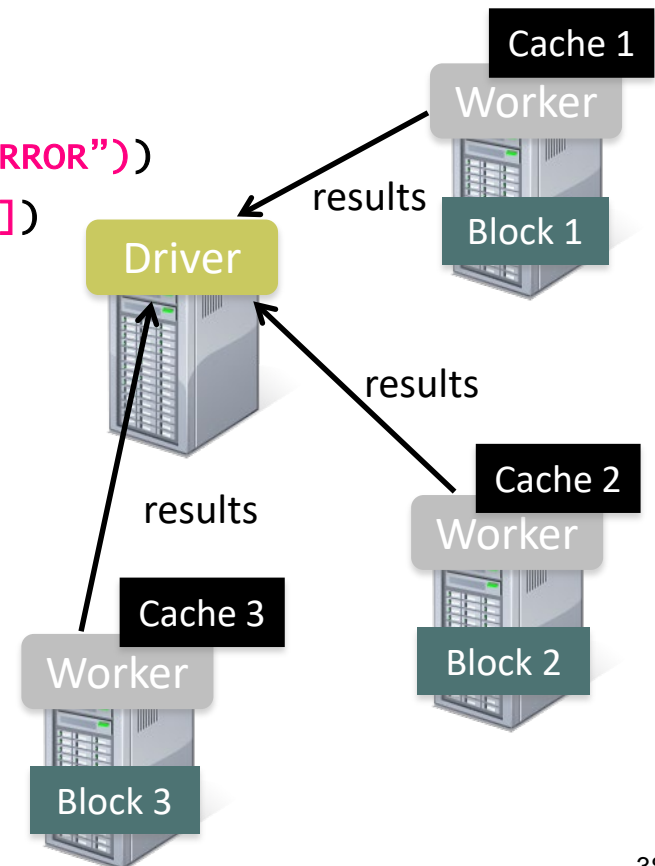 Cache 1
Worker
RROR”))
])
results
Block 1
Driver
results
Cache 2
results
Worker
Cache 3
Block 2
Worker
Block 3